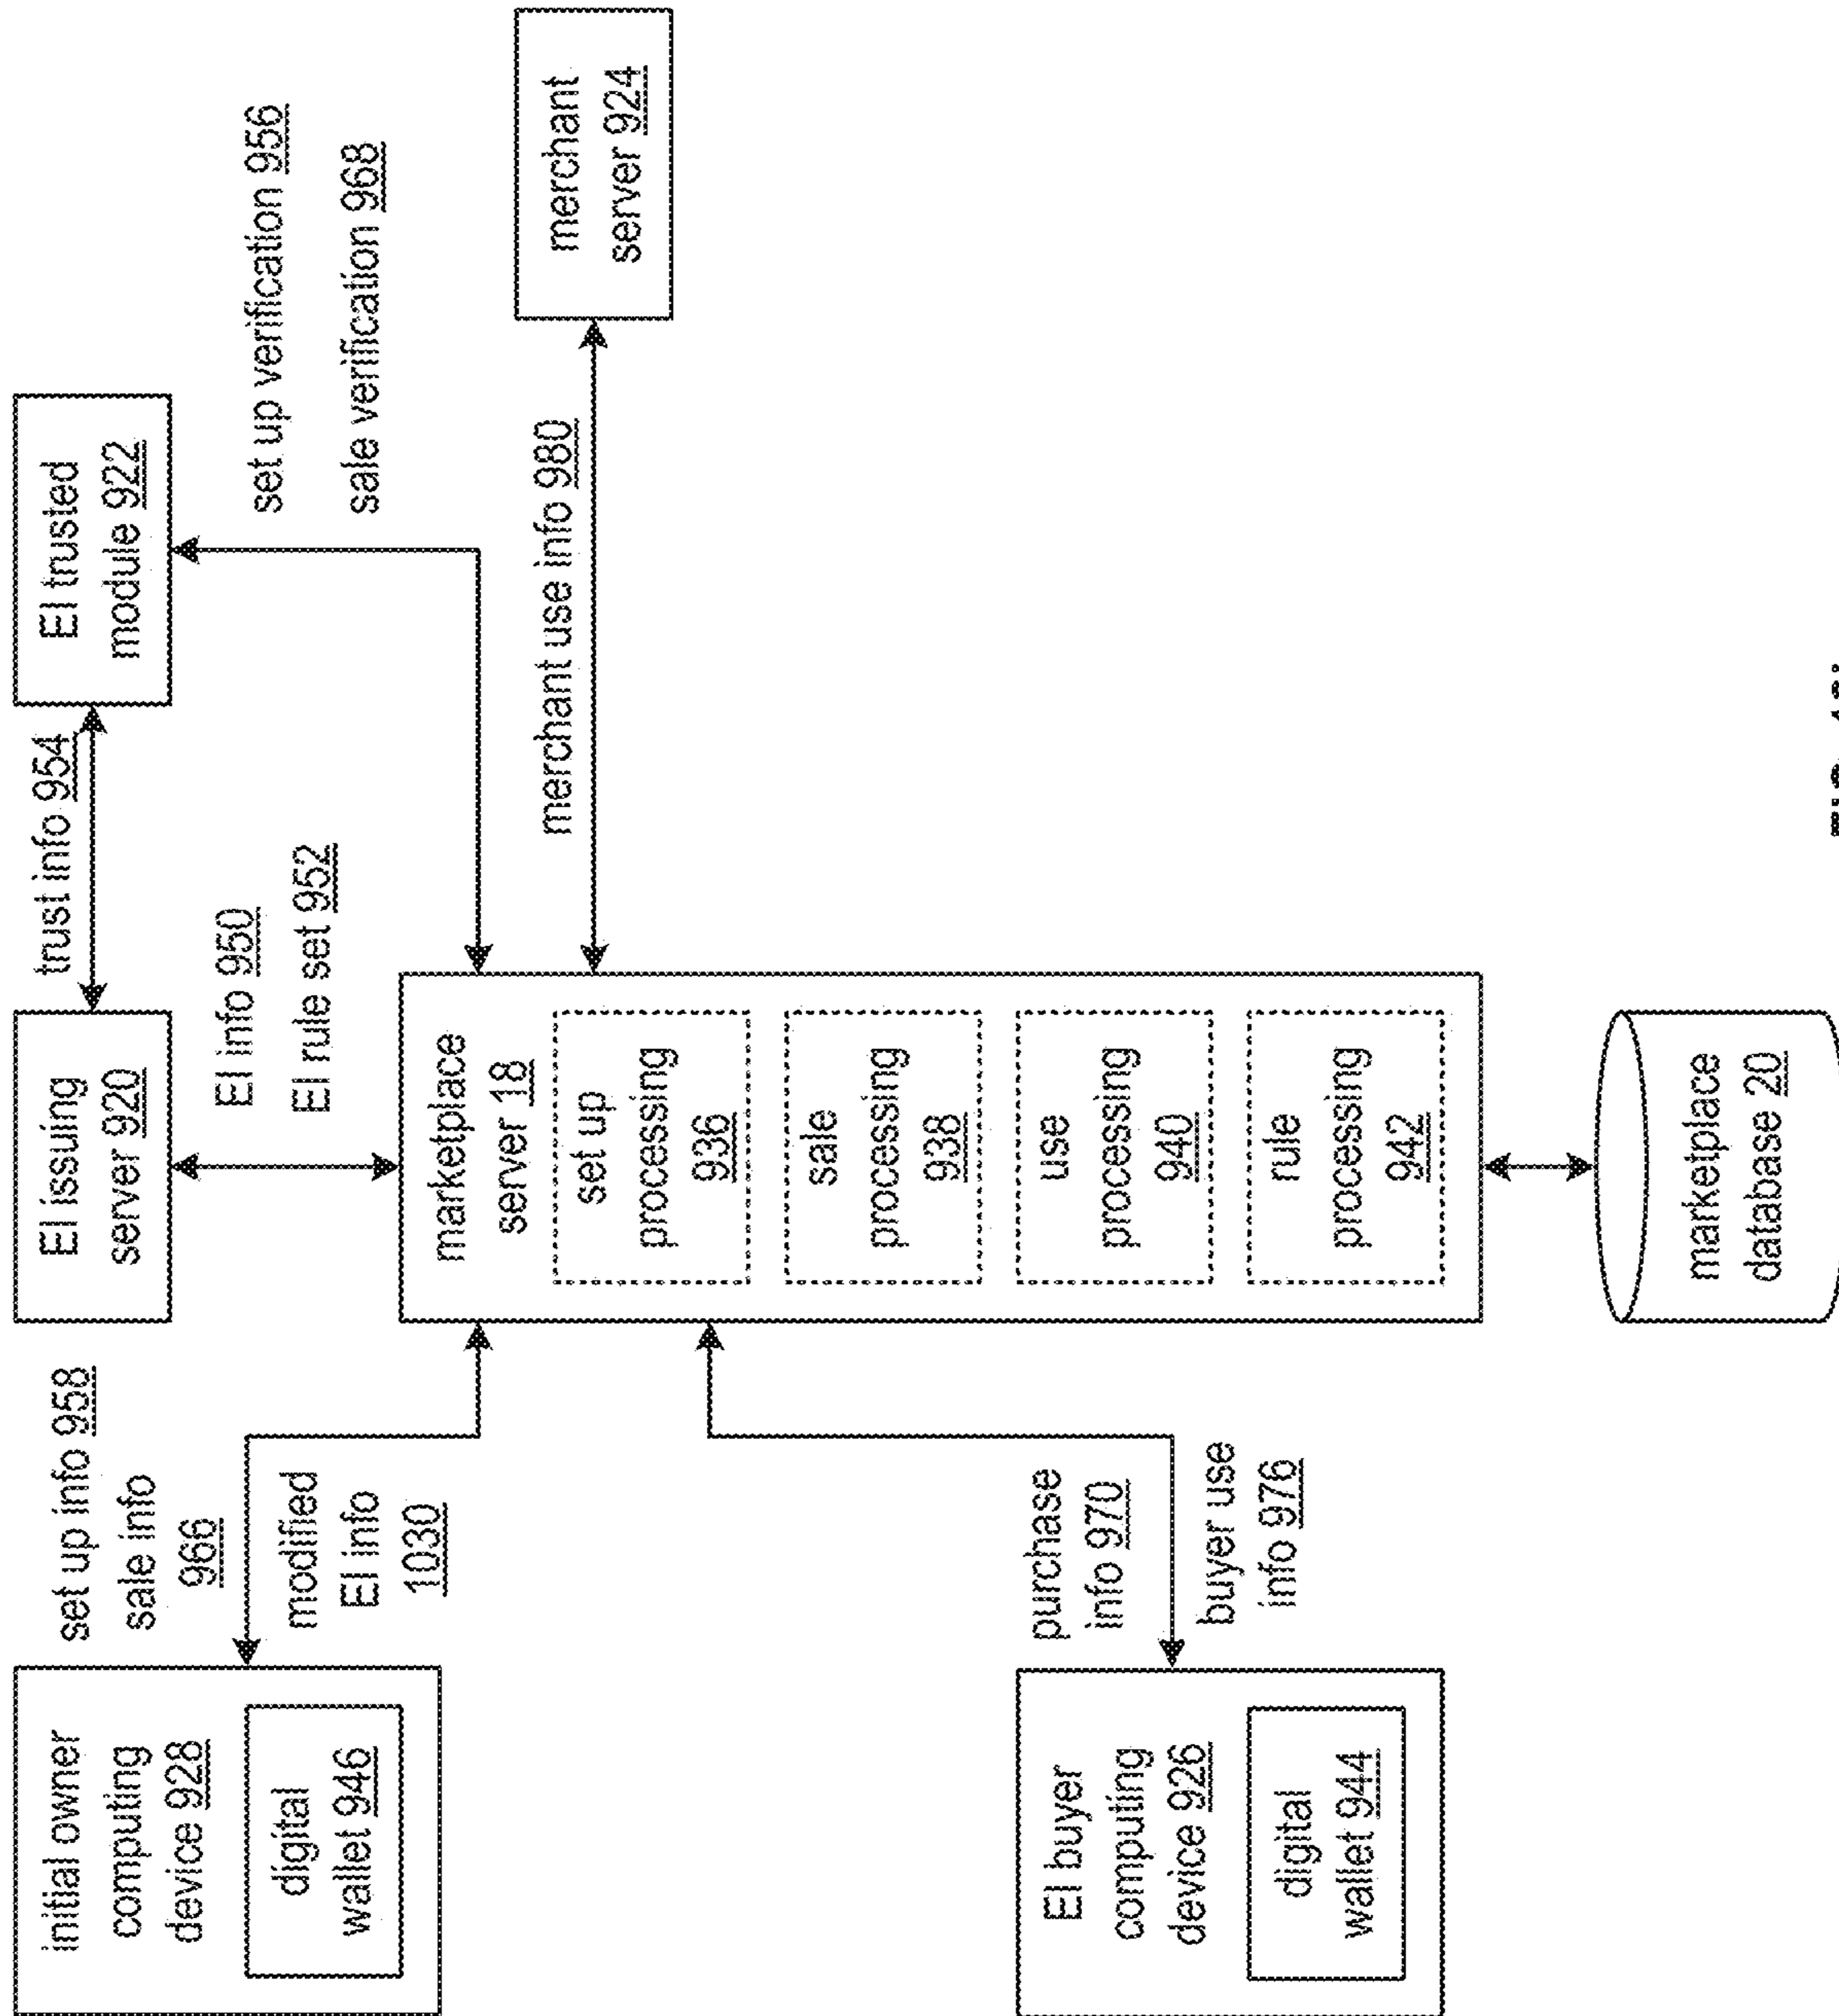 initial owner
computing
device 928
digital
wallet 946
set up info 958
sale info
966
modified
EI info
1030
EI issuing
server 920
trust info 954
EI trusted
module 922
EI info 950
EI rule set 952
set up verification 956
sale verification 968
marketplace
server 18
set up
processing
936
sale
processing
938
use
processing
940
rule
processing
942
merchant use info 980
merchant
server 924
EI buyer
computing
device 926
digital
wallet 944
purchase
info 970
buyer use
info 976
marketplace
database 20